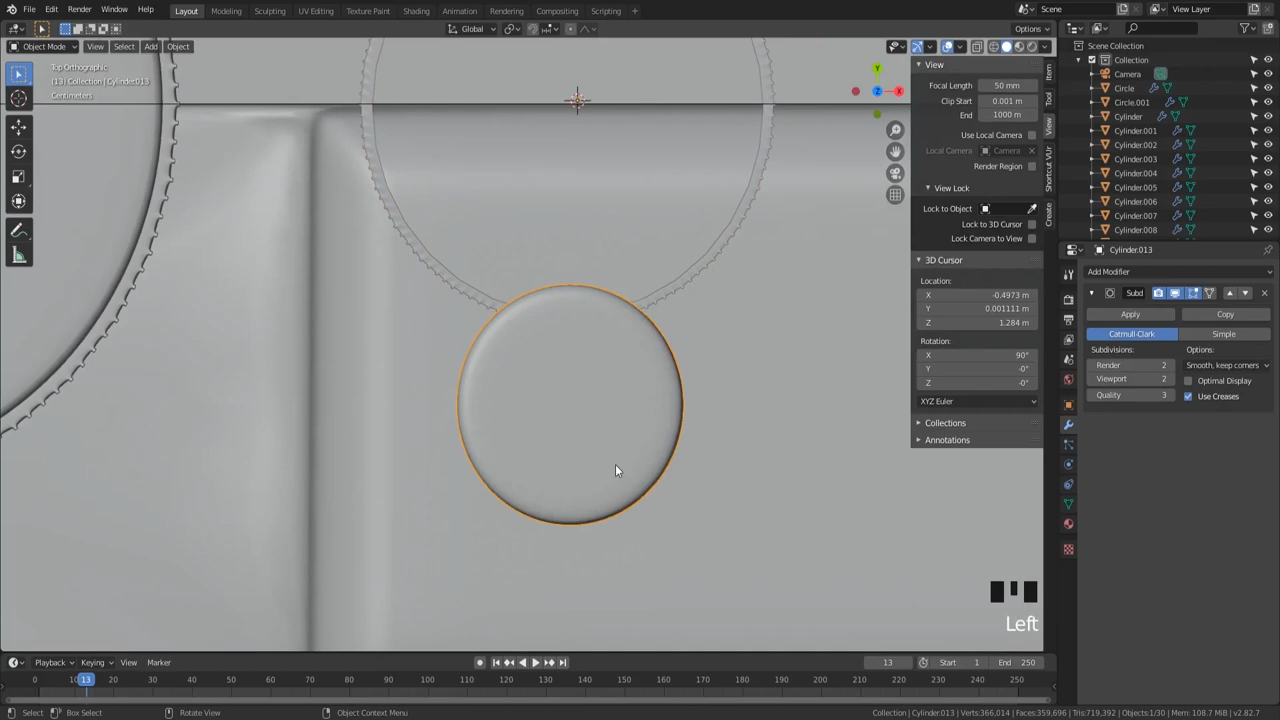 File Edit Render Window Help Layout Modeling Sculpting UV Editing Texture Paint Shading Animation Rendering Compositing Scripting + Scene View Layer
Global Options
Object Mode View Select Add Object
Top Orthographic
(13) Collection | Cylinder.013
Centimeters
Y
X
Z
View
Focal Length 50 mm
Clip Start 0.001 m
End 1000 m
Use Local Camera
Local Camera Camera
Render Region
View Lock
Lock to Object
Lock to 3D Cursor
Lock Camera to View
3D Cursor
Location:
X -0.4973 m
Y 0.001111 m
Z 1.284 m
Rotation:
X 90°
Y -0°
Z -0°
XYZ Euler
Collections
Annotations
Item
Tool
View
Shortcut VUr
Create
Scene Collection
Collection
Camera
Circle
Circle.001
Cylinder
Cylinder.001
Cylinder.002
Cylinder.003
Cylinder.004
Cylinder.005
Cylinder.006
Cylinder.007
Cylinder.008
Cylinder.013
Add Modifier
Subd
Apply Copy
Catmull-Clark Simple
Subdivisions: Options:
Render 2 Smooth, keep corners
Viewport 2 Optimal Display
Quality 3 Use Creases
Left
Playback Keying View Marker 13 Start 1 End 250
0 10 13 20 30 40 50 60 70 80 90 100 110 120 130 140 150 160 170 180 190 200 210 220 230 240 250
Select Box Select Rotate View Object Context Menu Collection | Cylinder.013 | Verts:366,014 | Faces:359,696 | Tris:719,392 | Objects:1/30 | Mem: 108.7 MiB | v2.82.7